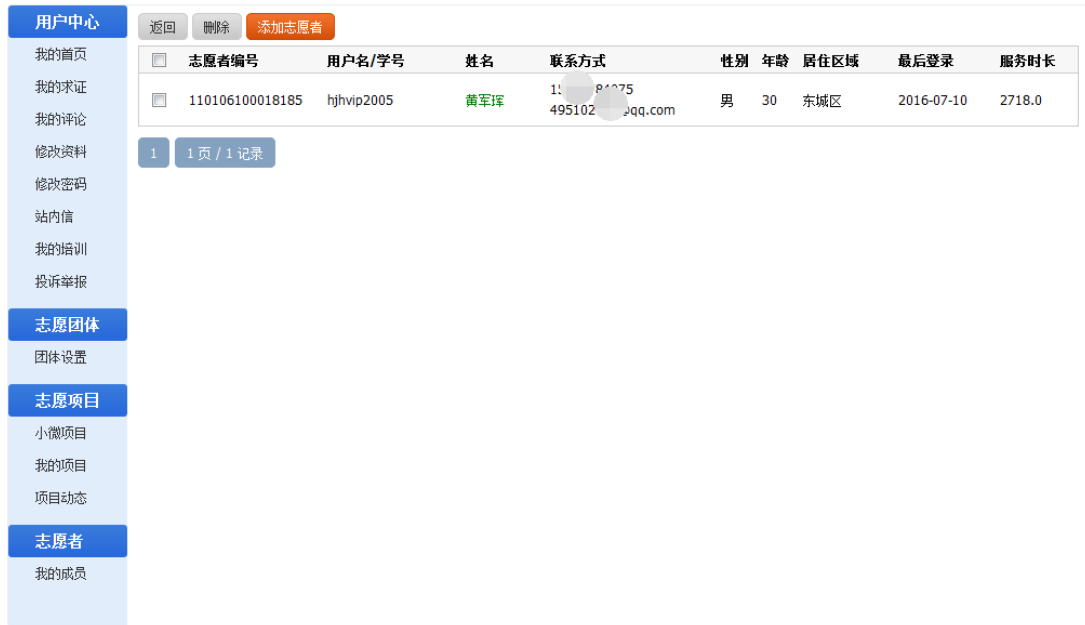 用户中心
我的首页
我的求证
我的评论
修改资料
修改密码
站内信
我的培训
投诉举报
志愿团体
团体设置
志愿项目
小微项目
我的项目
项目动态
志愿者
我的成员
返回 删除 添加志愿者
志愿者编号 用户名/学号 姓名 联系方式 性别 年龄 居住区域 最后登录 服务时长
110106100018185 hjhvip2005 黄军珲 男 30 东城区 2016-07-10 2718.0
495102 qq.com
1 1 页 / 1 记录